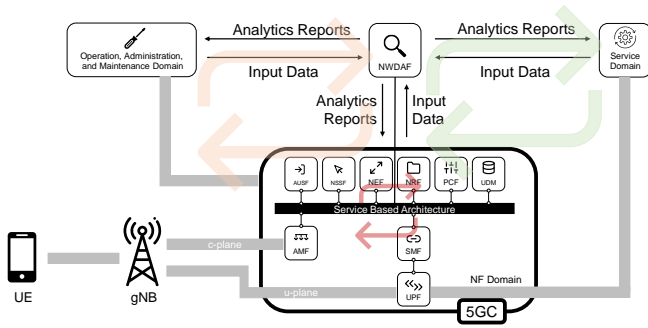 Analytics Reports
Analytics Reports
Operation, Administration,
and Maintenance Domain
NWDAF
Service
Domain
Input Data
Input Data
Analytics
Reports
Input
Data
AUSF
NSSF
NEF
NRF
PCF
UDM
Service Based Architecture
c-plane
AMF
SMF
NF Domain
UE
gNB
u-plane
UPF
5GC